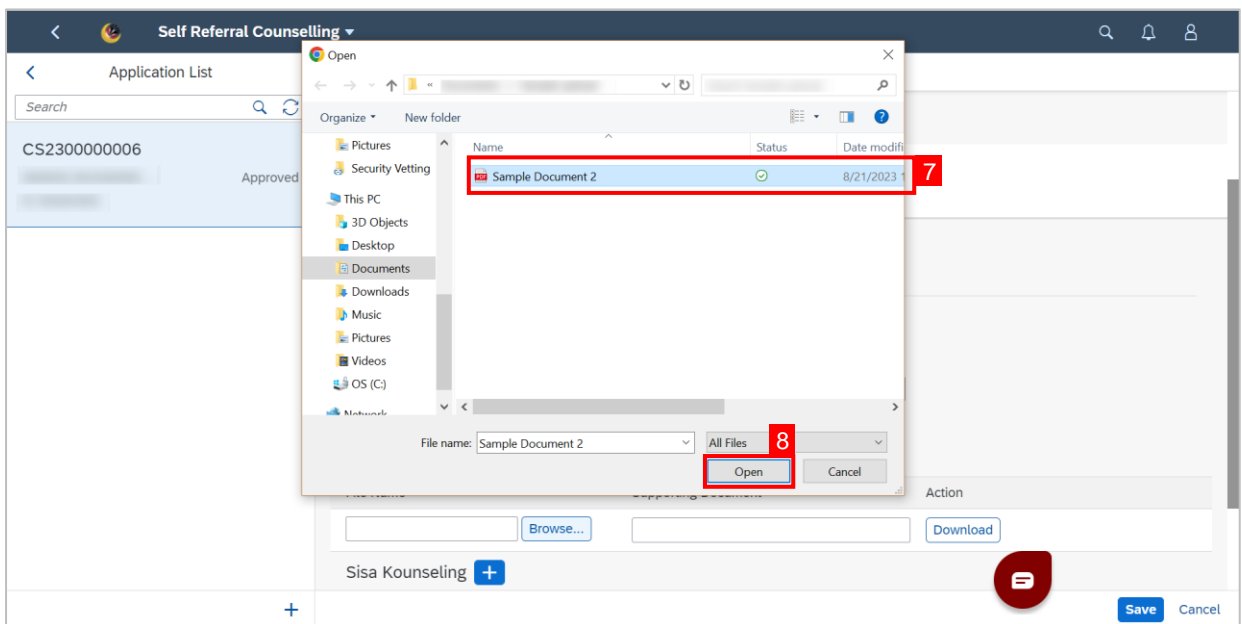 Self Referral Counselling
Application List
Search
CS2300000006
Approved
Open
«
Organize
New folder
Pictures
Security Vetting
This PC
3D Objects
Desktop
Documents
Downloads
Music
Pictures
Videos
OS (C:)
Network
Name Status Date modifi
PDF Sample Document 2 8/21/2023 1
7
File name: Sample Document 2 All Files
8
Open Cancel
File Name Supporting Document Action
Browse... Download
Sisa Kounseling +
+ Save Cancel